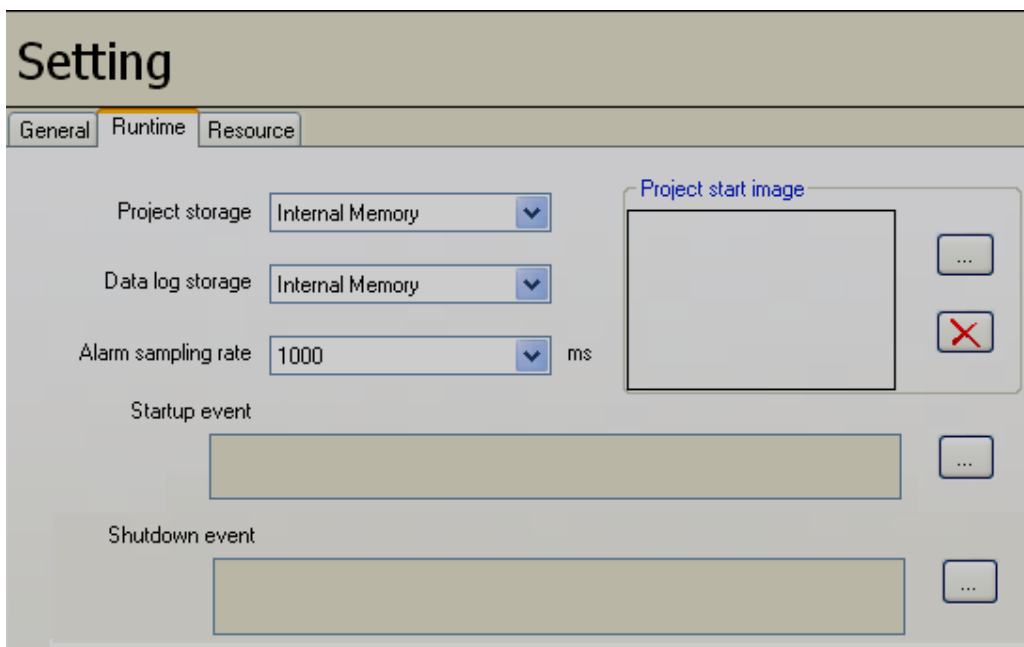 Setting
General Runtime Resource
Project storage Internal Memory
Project start image
...
Data log storage Internal Memory
Alarm sampling rate 1000 ms
Startup event
...
Shutdown event
...